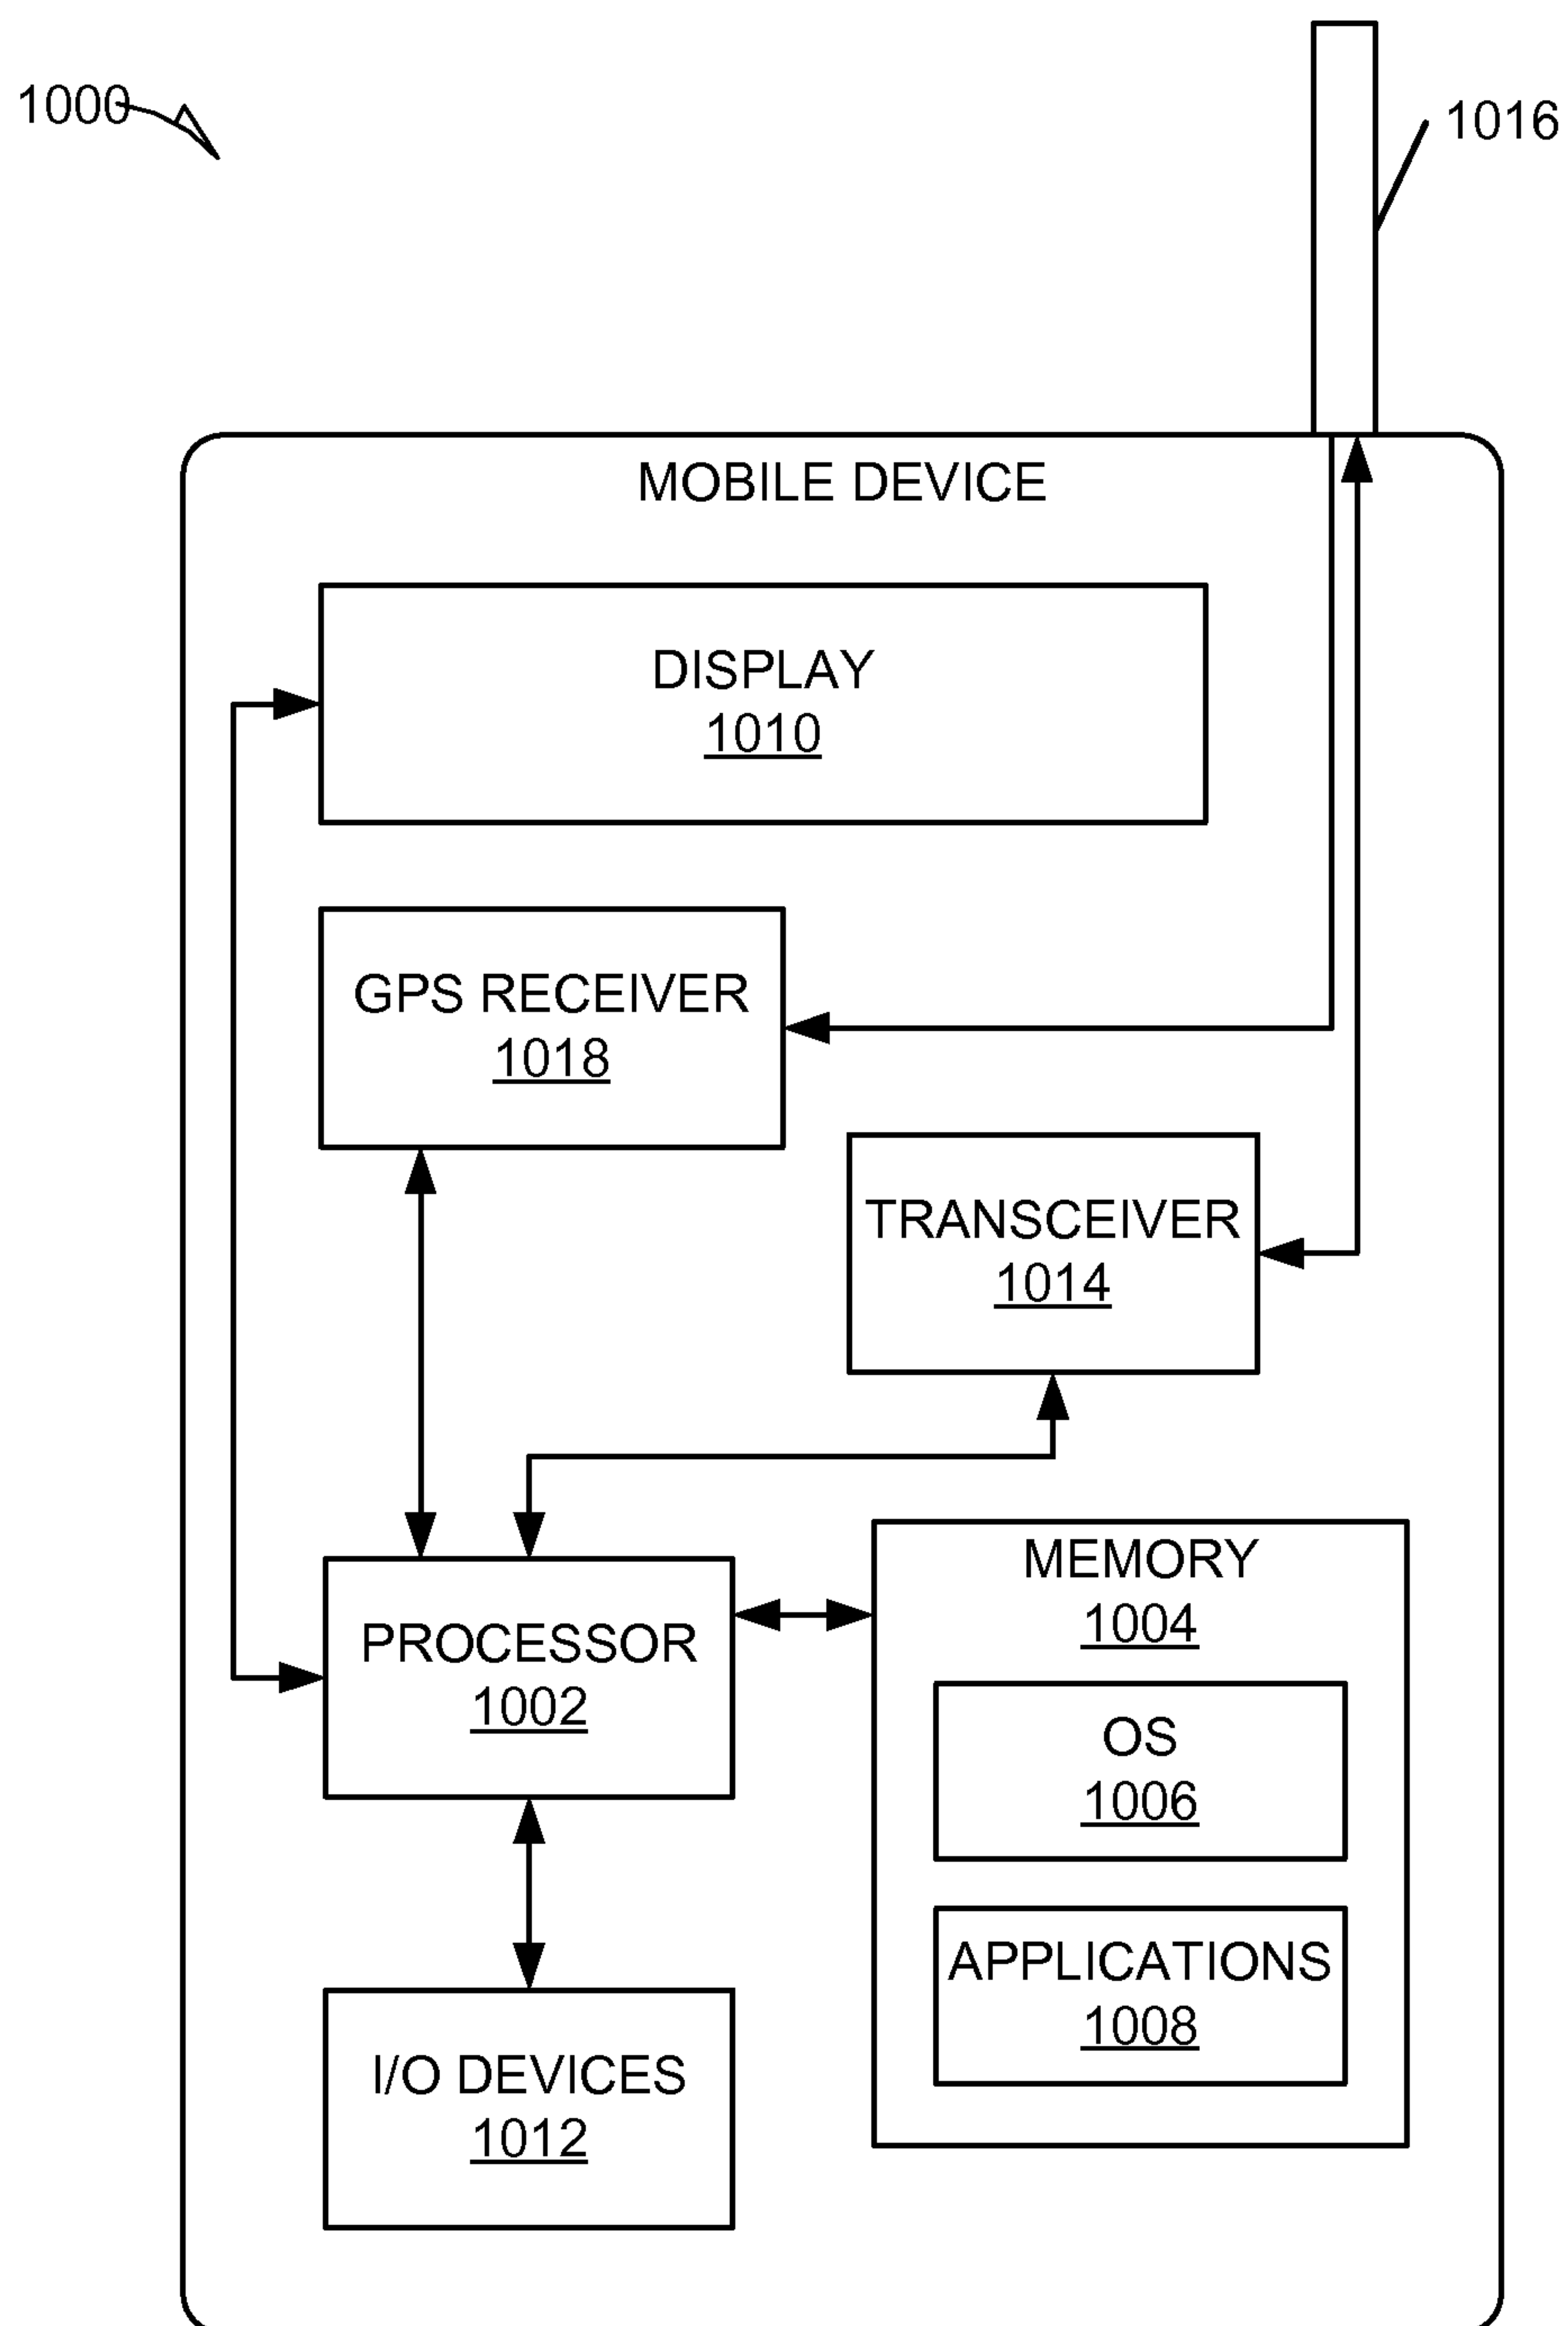 1000
1016
MOBILE DEVICE
DISPLAY
1010
GPS RECEIVER
1018
TRANSCEIVER
1014
PROCESSOR
1002
MEMORY
1004
OS
1006
APPLICATIONS
1008
I/O DEVICES
1012